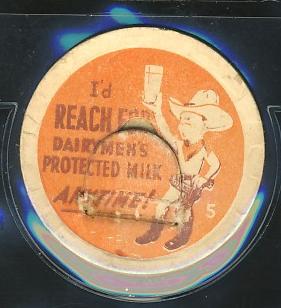 I'd
REACH FOR
DAIRYMEN'S
PROTECTED MILK
ANYTIME!
5